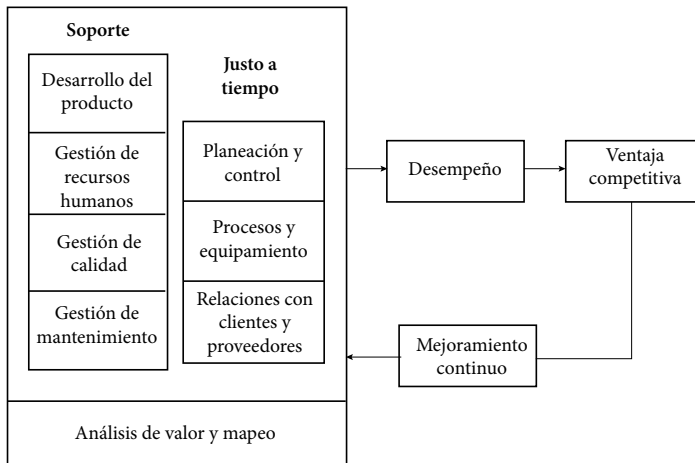 Soporte
Desarrollo del
producto
Gestión de
recursos
humanos
Gestión de
calidad
Gestión de
mantenimiento
Justo a
tiempo
Planeación y
control
Procesos y
equipamiento
Relaciones con
clientes y
proveedores
Análisis de valor y mapeo
Desempeño
Ventaja
competitiva
Mejoramiento
continuo